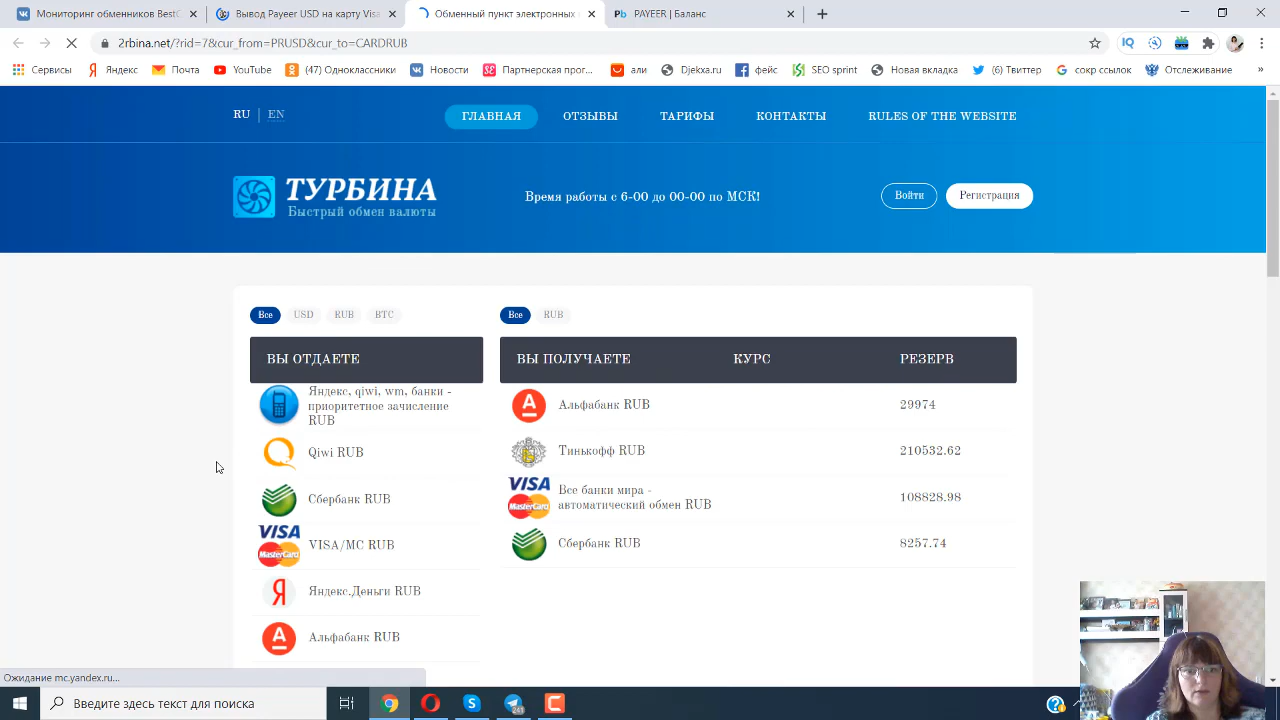 Мониторинг обменников BestC
Вывод Payeer USD на турбину
Обменный пункт электронных
PAYEER | Баланс
2rbina.net/?rid=7&cur_from=PRUSD&cur_to=CARDRUB
Сервисы
Яндекс
Почта
YouTube
(47) Одноклассники
Новости
Партнерская прог...
али
Djekxa.ru
фейс
SEO sprint
Новая вкладка
(6) Твиттер
сокр ссылок
Отслеживание
RU
EN
ГЛАВНАЯ
ОТЗЫВЫ
ТАРИФЫ
КОНТАКТЫ
RULES OF THE WEBSITE
ТУРБИНА
Быстрый обмен валюты
Время работы с 6-00 до 00-00 по МСК!
Войти
Регистрация
Все
USD
RUB
BTC
Все
RUB
ВЫ ОТДАЕТЕ
ВЫ ПОЛУЧАЕТЕ
КУРС
РЕЗЕРВ
Яндекс, qiwi, wm, банки -
приоритетное зачисление
RUB
Qiwi RUB
Сбербанк RUB
VISA
MasterCard
VISA/MC RUB
Яндекс.Деньги RUB
Альфабанк RUB
Альфабанк RUB
29974
Тинькофф RUB
210532.62
VISA
MasterCard
Все банки мира -
автоматический обмен RUB
108828.98
Сбербанк RUB
8257.74
Ожидание mc.yandex.ru...
Введите здесь текст для поиска
241